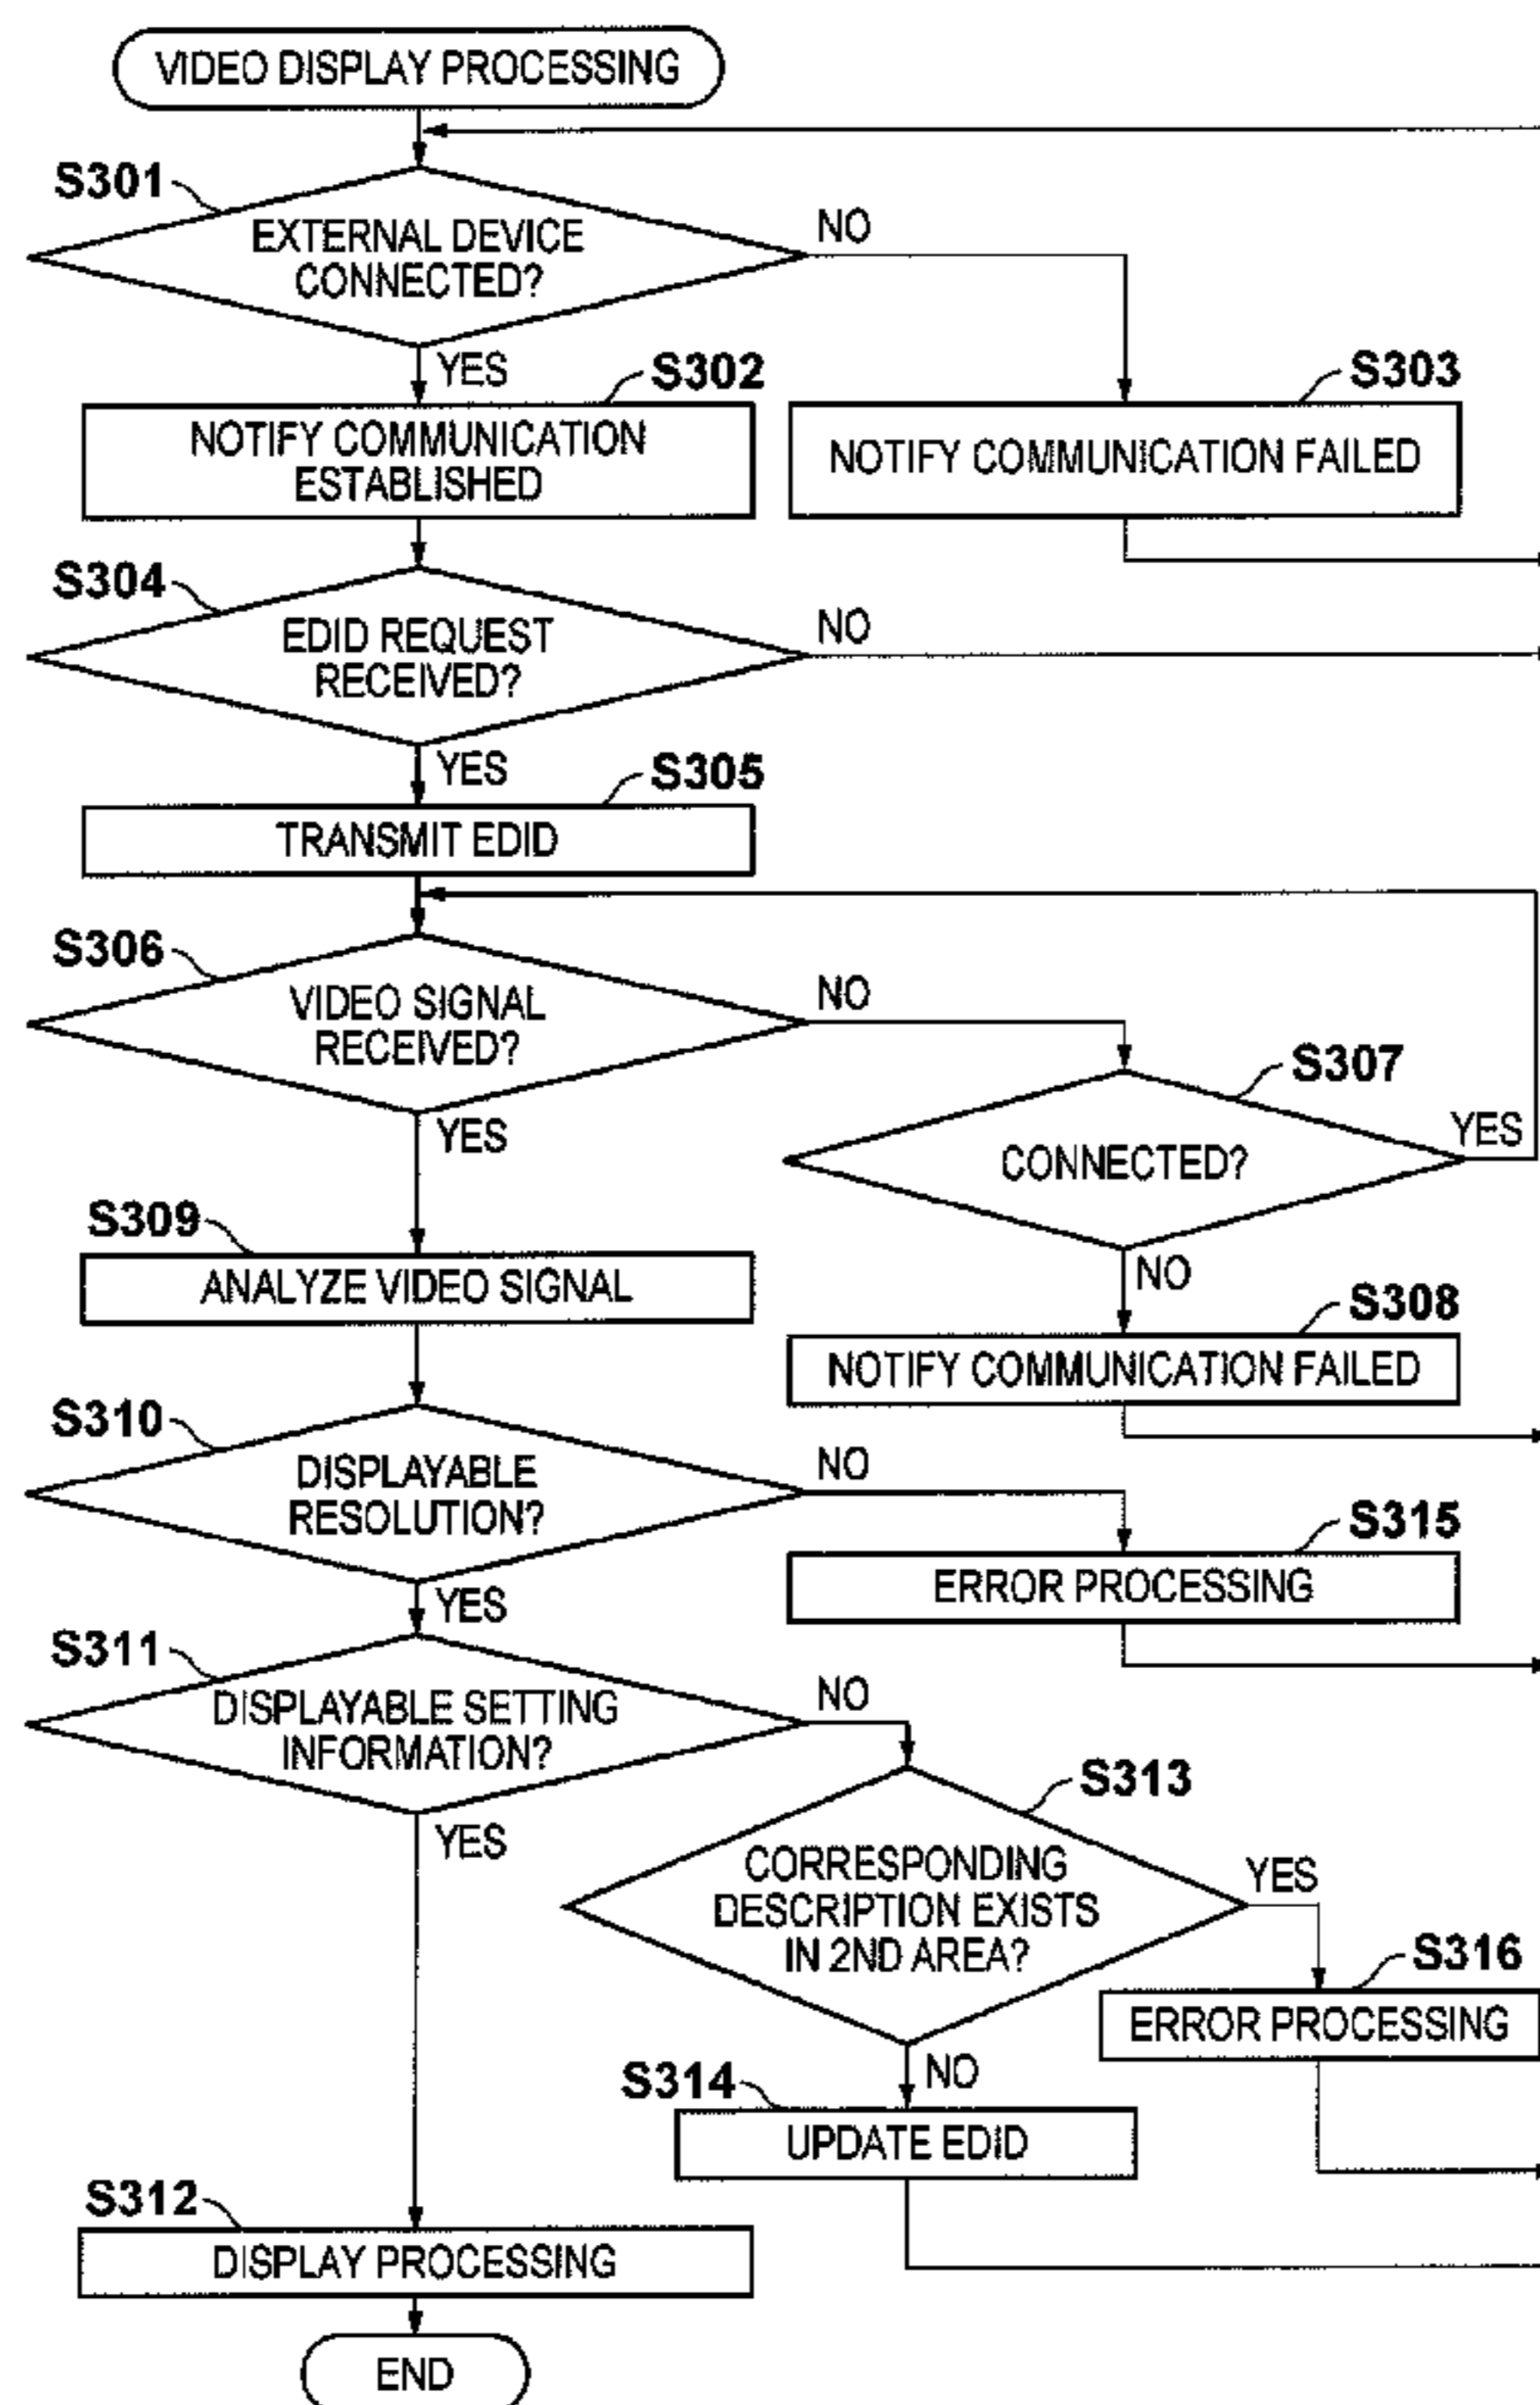 VIDEO DISPLAY PROCESSING
S301
EXTERNAL DEVICE
CONNECTED?
NO
YES
S302
S303
NOTIFY COMMUNICATION
ESTABLISHED
NOTIFY COMMUNICATION FAILED
S304
EDID REQUEST
RECEIVED?
NO
YES
S305
TRANSMIT EDID
S306
VIDEO SIGNAL
RECEIVED?
NO
YES
S307
CONNECTED?
YES
NO
S309
ANALYZE VIDEO SIGNAL
S308
NOTIFY COMMUNICATION FAILED
S310
DISPLAYABLE
RESOLUTION?
NO
YES
S315
ERROR PROCESSING
S311
DISPLAYABLE SETTING
INFORMATION?
NO
YES
S313
CORRESPONDING
DESCRIPTION EXISTS
IN 2ND AREA?
YES
NO
S316
ERROR PROCESSING
S314
UPDATE EDID
S312
DISPLAY PROCESSING
END